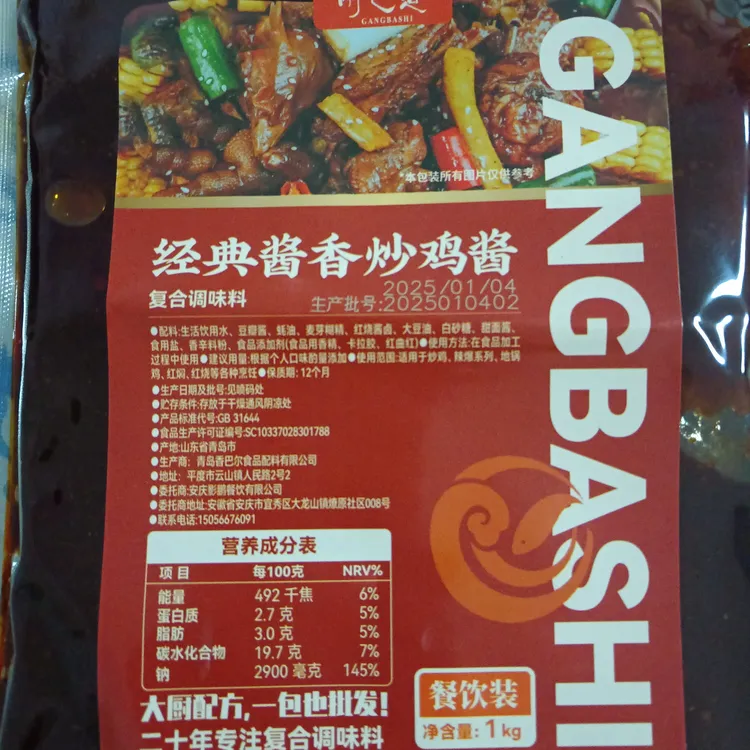 GANGBASHI
*本包装所有图片仅供参考
GANGBASHI
经典酱香炒鸡酱
复合调味料
2025/01/04
生产批号:2025010402
●配料:生活饮用水、豆瓣酱、蚝油、麦芽糊精、红烧酱卤、大豆油、白砂糖、甜面酱、
食用盐、香辛料粉、食品添加剂(食品用香精、卡拉胶、红曲红)●使用方法:在食品加工
过程中使用●建议用量:根据个人口味酌量添加●使用范围:适用于炒鸡、辣爆系列、地锅
鸡、红焖、红烧等各种烹饪●保质期: 12个月
●生产日期及批号:见喷码处
●贮存条件:存放于干燥通风阴凉处
●产品标准代号:GB 31644
●食品生产许可证编号:SC10337028301788
●产地:山东省青岛市
●生产商: 青岛香巴尔食品配料有限公司
●地址: 平度市云山镇人民路2号2
●委托商:安庆影鹏餐饮有限公司
●委托商地址:安徽省安庆市宜秀区大龙山镇燎原社区008号
●联系电话:15056676091
营养成分表
项目 每100克 NRV%
能量 492 千焦 6%
蛋白质 2.7 克 5%
脂肪 3.0 克 5%
碳水化合物 19.7 克 7%
钠 2900 毫克 145%
大厨配方,一包也批发!
二十年专注复合调味料
餐饮装
净含量: 1kg